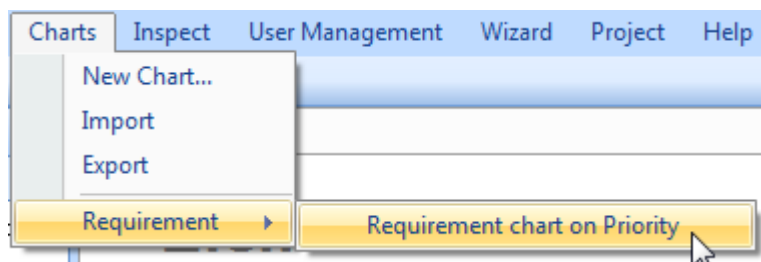 Charts Inspect User Management Wizard Project Help
New Chart...
Import
Export
Requirement Requirement chart on Priority